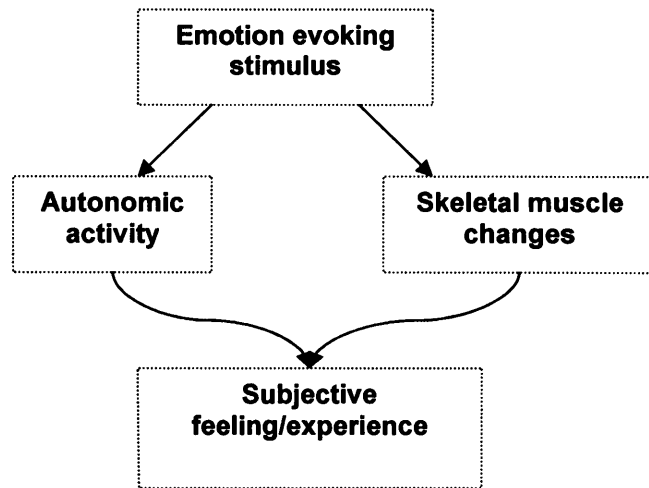 Emotion evoking
stimulus
Autonomic
activity
Skeletal muscle
changes
Subjective
feeling/experience